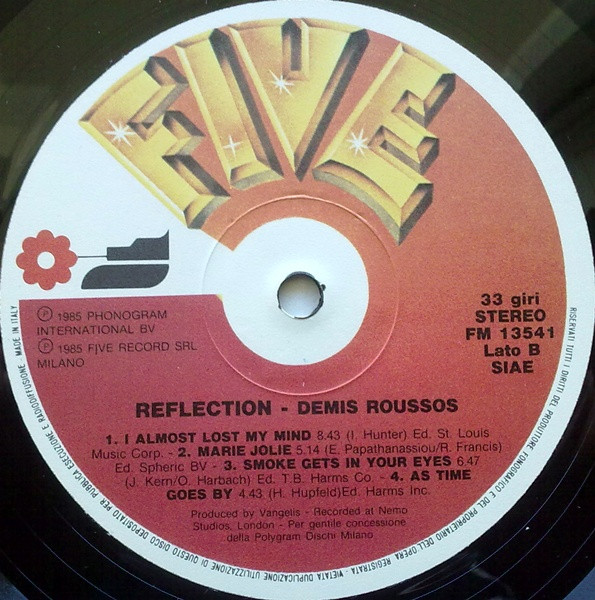 FIVE
℗ 1985 PHONOGRAM
INTERNATIONAL BV
℗ 1985 FIVE RECORD SRL
MILANO
33 giri
STEREO
FM 13541
Lato B
SIAE
REFLECTION - DEMIS ROUSSOS
1. I ALMOST LOST MY MIND 8.43 (I. Hunter) Ed. St. Louis
Music Corp. - 2. MARIE JOLIE 5.14 (E. Papathanassiou/R. Francis)
Ed. Spheric BV - 3. SMOKE GETS IN YOUR EYES 6.47
(J. Kern/O. Harbach) Ed. T.B. Harms Co. - 4. AS TIME
GOES BY 4.43 (H. Hupfeld)Ed. Harms Inc.
Produced by Vangelis - Recorded at Nemo
Studios, London - Per gentile concessione
della Polygram Dischi Milano
RISERVATI TUTTI I DIRITTI DEL PRODUTTORE FONOGRAFICO E DEL PROPRIETARIO DELL'OPERA REGISTRATA - VIETATA DUPLICAZIONE UTILIZZAZIONE DI QUESTO DISCO DEPOSITATO PER PUBBLICA ESECUZIONE E RADIODIFFUSIONE - MADE IN ITALY